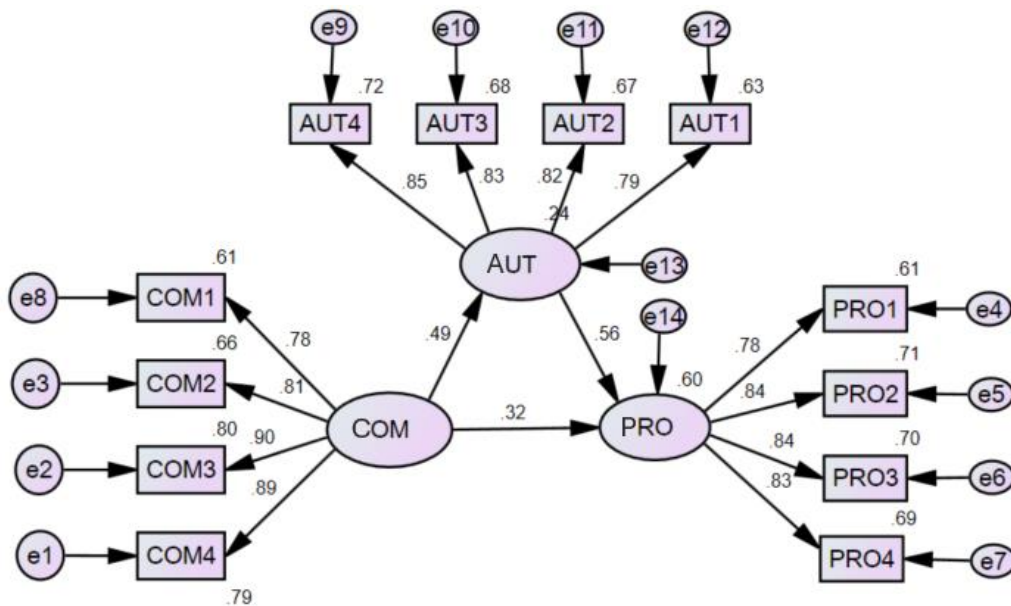 e9 e10 e11 e12
.72 .68 .67 .63
AUT4 AUT3 AUT2 AUT1
.85 .83 .82 .79
.24
AUT
e13
.61
e8 COM1
.78
.66
e3 COM2
.81
.80 .90
e2 COM3
.89
e1 COM4
.79
.49
COM
.32
.56
e14
.60
PRO
.61
.78 PRO1 e4
.71
.84 PRO2 e5
.70
.84 PRO3 e6
.83
.69
PRO4 e7